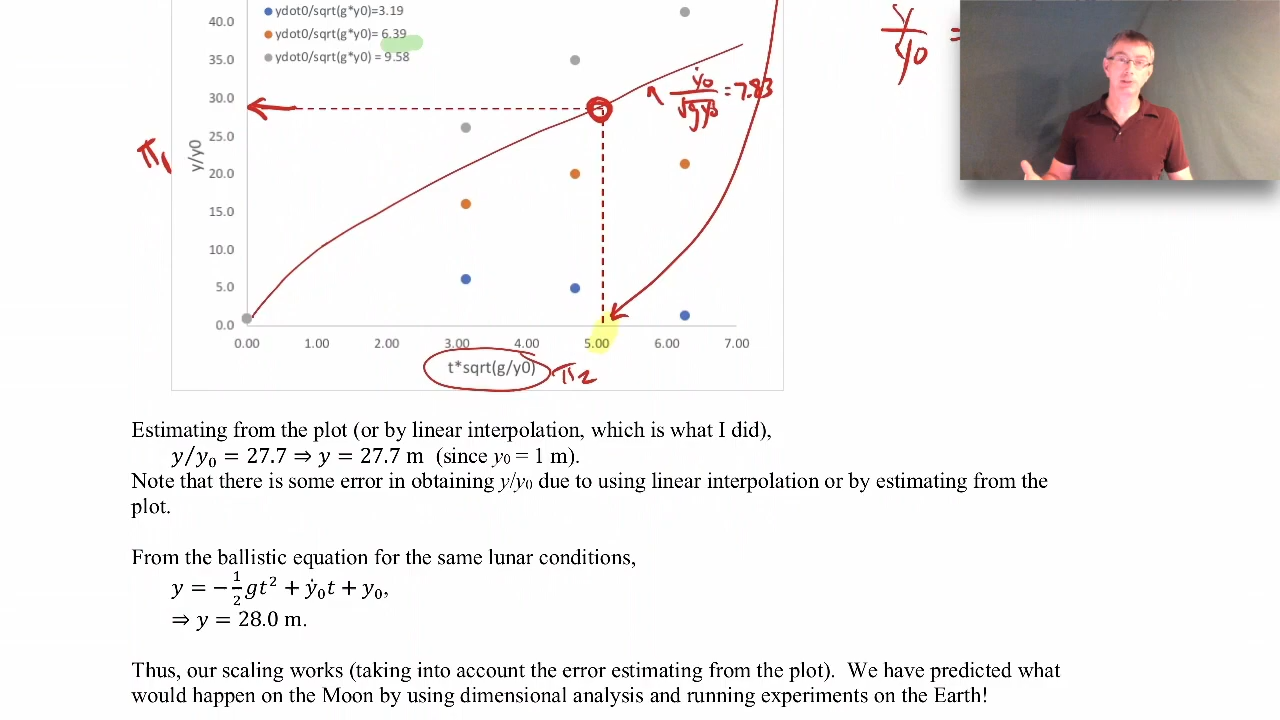 40.0
ydot0/sqrt(g*y0)=3.19
ydot0/sqrt(g*y0)= 6.39
ydot0/sqrt(g*y0) = 9.58
35.0
30.0
25.0
20.0
15.0
10.0
5.0
0.0
y/y0
π1
ẏ0/√gy0 = 7.83
y/y0 =
0.00 1.00 2.00 3.00 4.00 5.00 6.00 7.00
t*sqrt(g/y0) π2
Estimating from the plot (or by linear interpolation, which is what I did),
y/y₀ = 27.7 ⇒ y = 27.7 m (since y₀ = 1 m).
Note that there is some error in obtaining y/y₀ due to using linear interpolation or by estimating from the
plot.
From the ballistic equation for the same lunar conditions,
y = −½gt² + ẏ₀t + y₀,
⇒ y = 28.0 m.
Thus, our scaling works (taking into account the error estimating from the plot). We have predicted what
would happen on the Moon by using dimensional analysis and running experiments on the Earth!